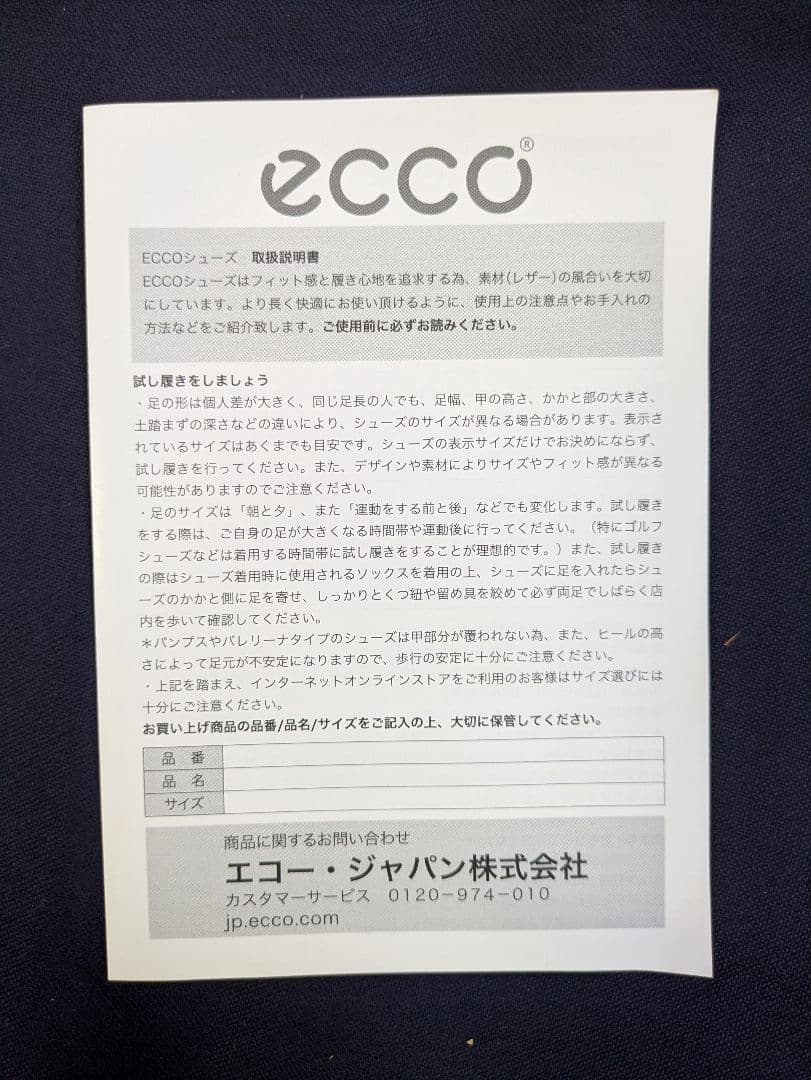 ecco®
ECCOシューズ 取扱説明書
ECCOシューズはフィット感と履き心地を追求する為、素材(レザー)の風合いを大切
にしています。より長く快適にお使い頂けるように、使用上の注意点やお手入れの
方法などをご紹介致します。ご使用前に必ずお読みください。
試し履きをしましょう
・足の形は個人差が大きく、同じ足長の人でも、足幅、甲の高さ、かかと部の大きさ、
土踏まずの深さなどの違いにより、シューズのサイズが異なる場合があります。表示さ
れているサイズはあくまでも目安です。シューズの表示サイズだけでお決めにならず、
試し履きを行ってください。また、デザインや素材によりサイズやフィット感が異なる
可能性がありますのでご注意ください。
・足のサイズは「朝と夕」、また「運動をする前と後」などでも変化します。試し履き
をする際は、ご自身の足が大きくなる時間帯や運動後に行ってください。（特にゴルフ
シューズなどは着用する時間帯に試し履きをすることが理想的です。）また、試し履き
の際はシューズ着用時に使用されるソックスを着用の上、シューズに足を入れたらシュ
ーズのかかと側に足を寄せ、しっかりとくつ紐や留め具を絞めて必ず両足でしばらく店
内を歩いて確認してください。
＊パンプスやバレリーナタイプのシューズは甲部分が覆われない為、また、ヒールの高
さによって足元が不安定になりますので、歩行の安定に十分にご注意ください。
・上記を踏まえ、インターネットオンラインストアをご利用のお客様はサイズ選びには
十分にご注意ください。
お買い上げ商品の品番/品名/サイズをご記入の上、大切に保管してください。
品 番
品 名
サイズ
商品に関するお問い合わせ
エコー・ジャパン株式会社
カスタマーサービス 0120−974−010
jp.ecco.com